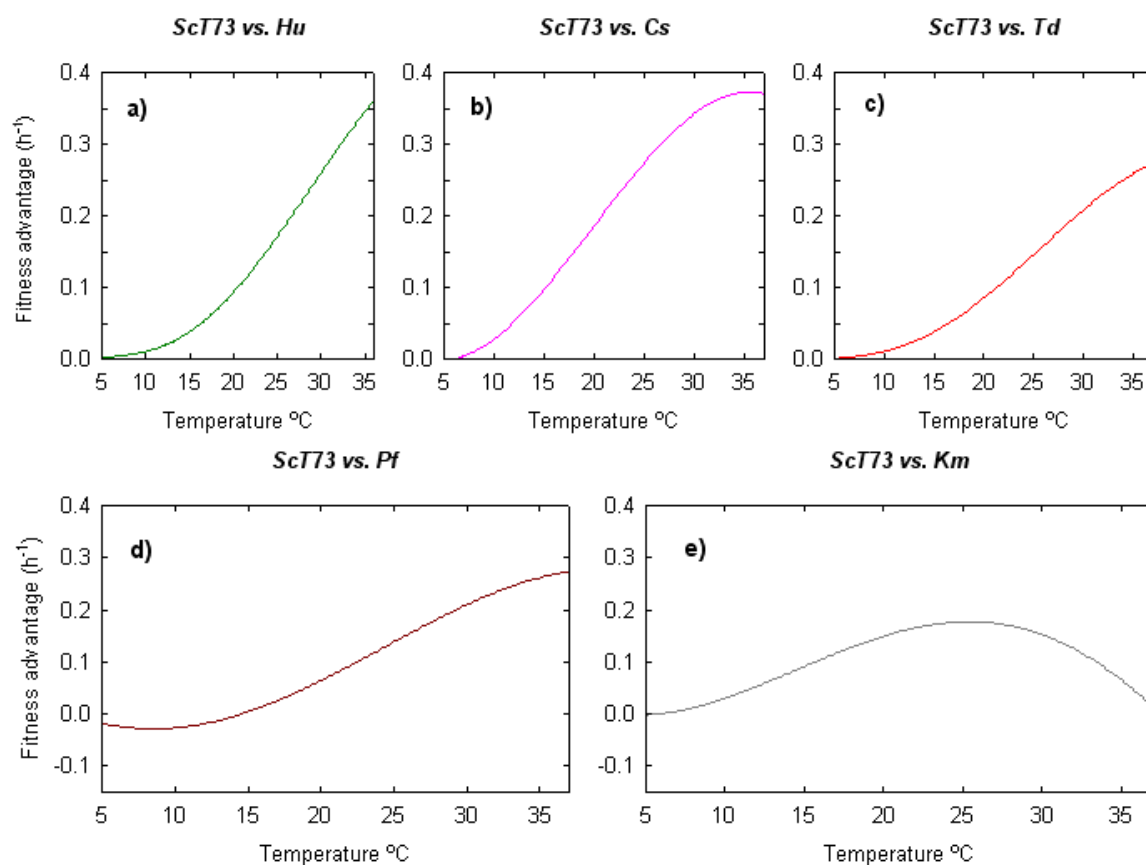 ScT73 vs. Hu
ScT73 vs. Cs
ScT73 vs. Td
a)
b)
c)
Fitness advantage (h⁻¹)
0.4
0.3
0.2
0.1
0.0
5 10 15 20 25 30 35
Temperature ºC
0.4
0.3
0.2
0.1
0.0
5 10 15 20 25 30 35
Temperature ºC
0.4
0.3
0.2
0.1
0.0
5 10 15 20 25 30 35
Temperature ºC
ScT73 vs. Pf
ScT73 vs. Km
d)
e)
Fitness advantage (h⁻¹)
0.4
0.3
0.2
0.1
0.0
-0.1
5 10 15 20 25 30 35
Temperature ºC
0.4
0.3
0.2
0.1
0.0
-0.1
5 10 15 20 25 30 35
Temperature ºC